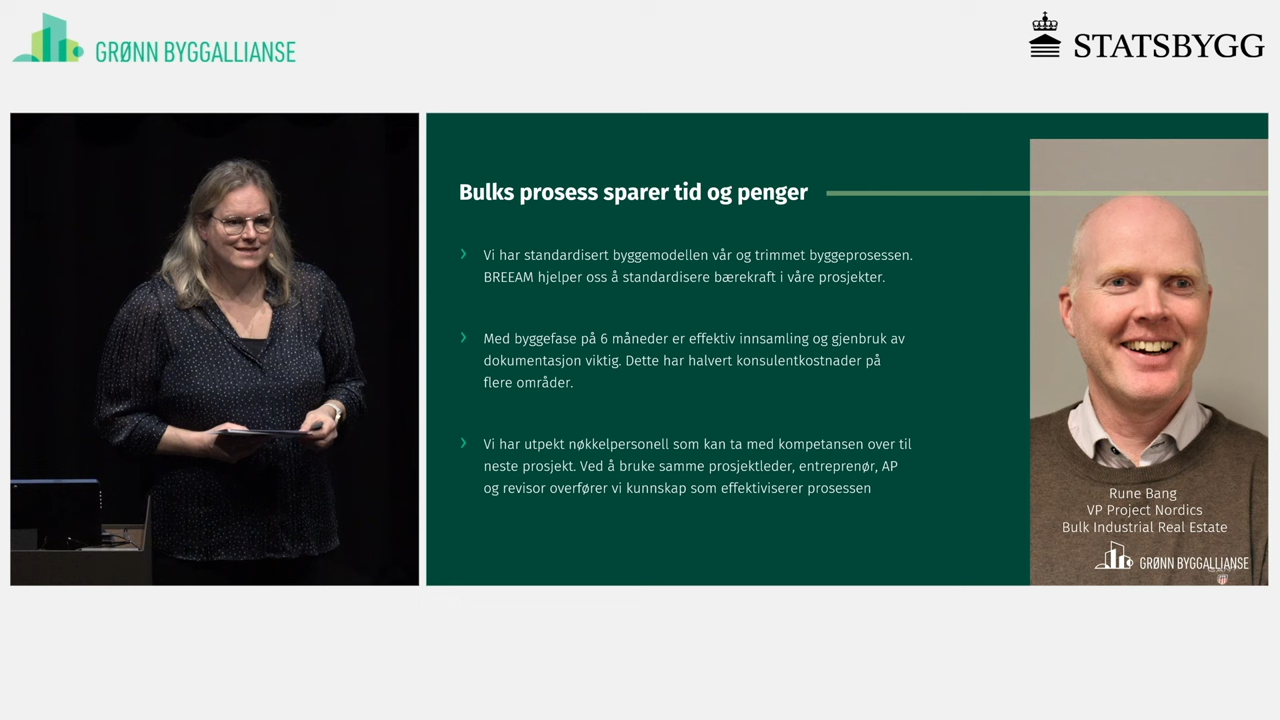 GRØNN BYGGALLIANSE
STATSBYGG
Bulks prosess sparer tid og penger
Vi har standardisert byggemodellen vår og trimmet byggeprosessen.
BREEAM hjelper oss å standardisere bærekraft i våre prosjekter.
Med byggefase på 6 måneder er effektiv innsamling og gjenbruk av
dokumentasjon viktig. Dette har halvert konsulentkostnader på
flere områder.
Vi har utpekt nøkkelpersonell som kan ta med kompetansen over til
neste prosjekt. Ved å bruke samme prosjektleder, entreprenør, AP
og revisor overfører vi kunnskap som effektiviserer prosessen
Rune Bang
VP Project Nordics
Bulk Industrial Real Estate
GRØNN BYGGALLIANSE